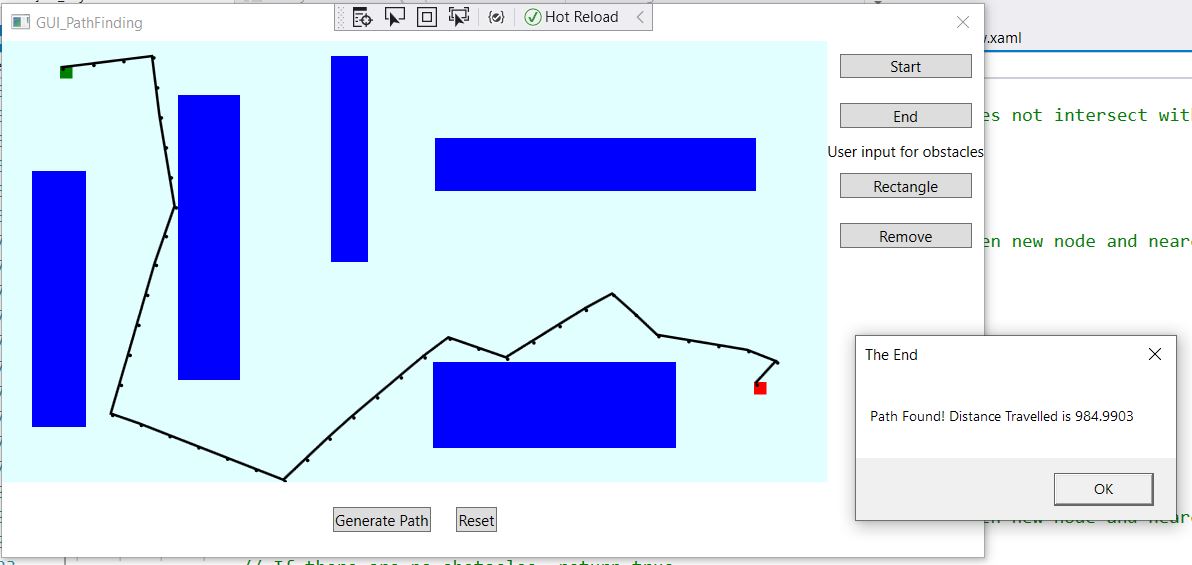 GUI_PathFinding
Hot Reload
.xaml
Start
End
es not intersect wit
User input for obstacles
Rectangle
Remove
en new node and near
The End
Path Found! Distance Travelled is 984.9903
OK
Generate Path
Reset
en new node and near
// If there are no obstacles, return true